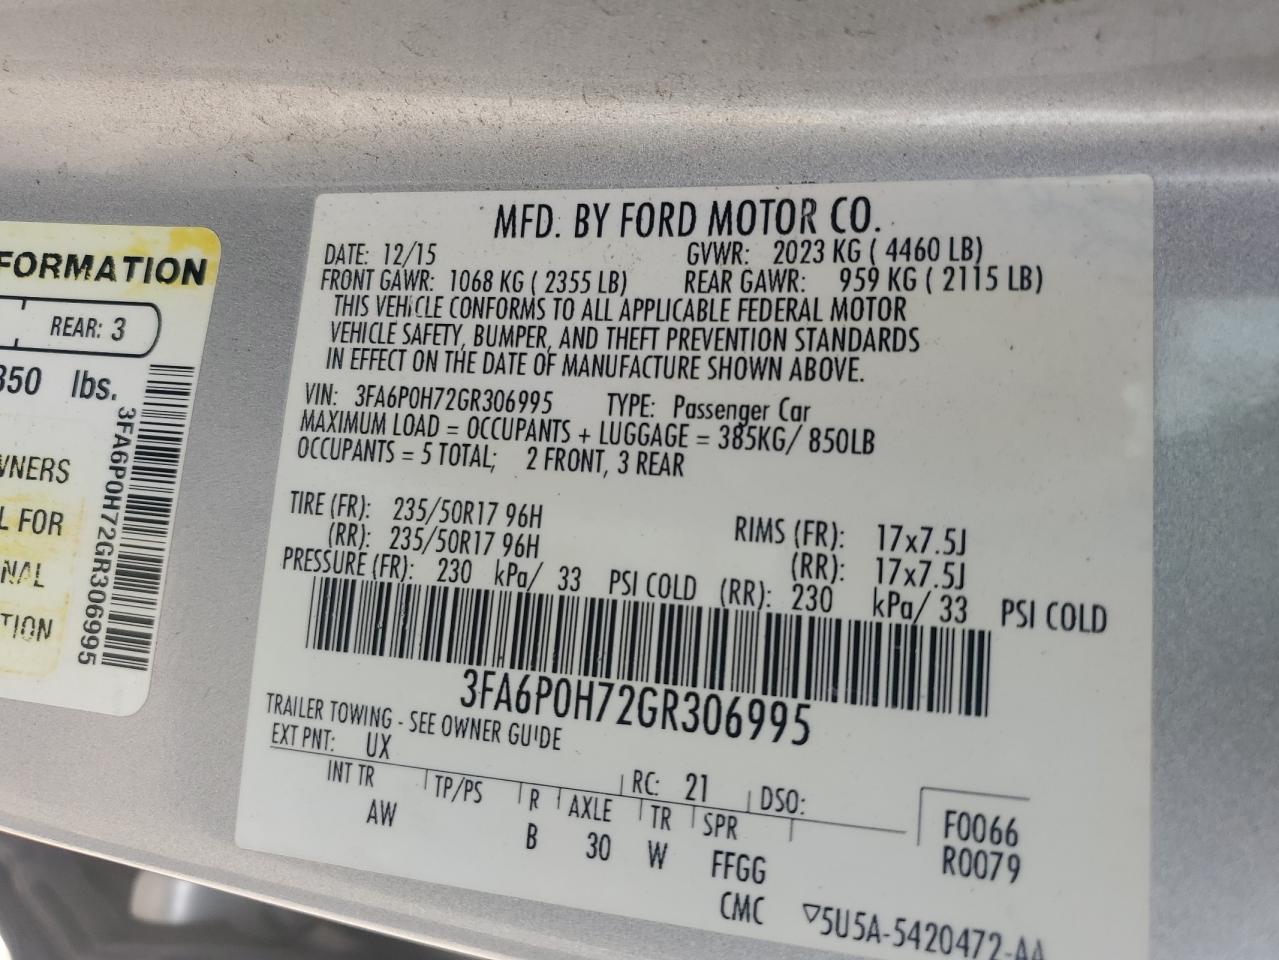 FORMATION
REAR: 3
350 lbs.
WNERS
L FOR
NAL
TION
3FA6P0H72GR306995
MFD. BY FORD MOTOR CO.
DATE: 12/15 GVWR: 2023 KG ( 4460 LB)
FRONT GAWR: 1068 KG ( 2355 LB) REAR GAWR: 959 KG ( 2115 LB)
THIS VEHICLE CONFORMS TO ALL APPLICABLE FEDERAL MOTOR
VEHICLE SAFETY, BUMPER, AND THEFT PREVENTION STANDARDS
IN EFFECT ON THE DATE OF MANUFACTURE SHOWN ABOVE.
VIN: 3FA6P0H72GR306995 TYPE: Passenger Car
MAXIMUM LOAD = OCCUPANTS + LUGGAGE = 385KG/ 850LB
OCCUPANTS = 5 TOTAL; 2 FRONT, 3 REAR
TIRE (FR): 235/50R17 96H RIMS (FR): 17x7.5J
(RR): 235/50R17 96H (RR): 17x7.5J
PRESSURE (FR): 230 kPa/ 33 PSI COLD (RR): 230 kPa/ 33 PSI COLD
3FA6P0H72GR306995
TRAILER TOWING - SEE OWNER GUIDE
EXT PNT: UX RC: 21 DSO:
INT TR TP/PS R AXLE TR SPR F0066
AW B 30 W FFGG R0079
CMC ▽5U5A-5420472-AA